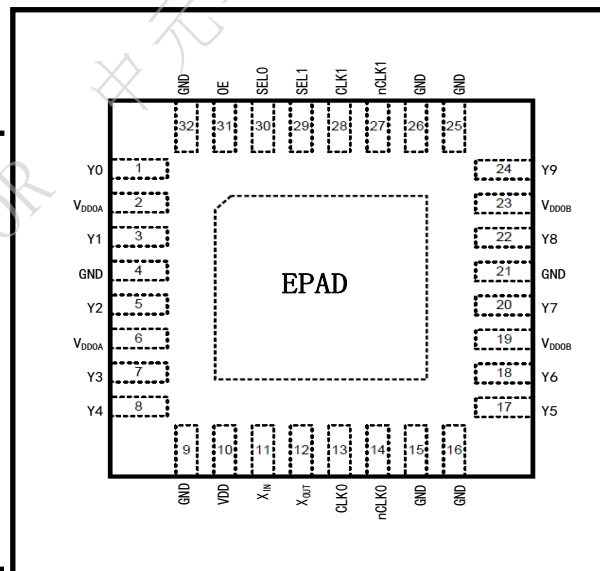 GND OE SEL0 SEL1 CLK1 nCLK1 GND GND
32 31 30 29 28 27 26 25
Y0 1 24 Y9
VDDOA 2 23 VDDOB
Y1 3 22 Y8
GND 4 21 GND
EPAD
Y2 5 20 Y7
VDDOA 6 19 VDDOB
Y3 7 18 Y6
Y4 8 17 Y5
9 10 11 12 13 14 15 16
GND VDD XIN XOUT CLK0 nCLK0 GND GND
申元
OR